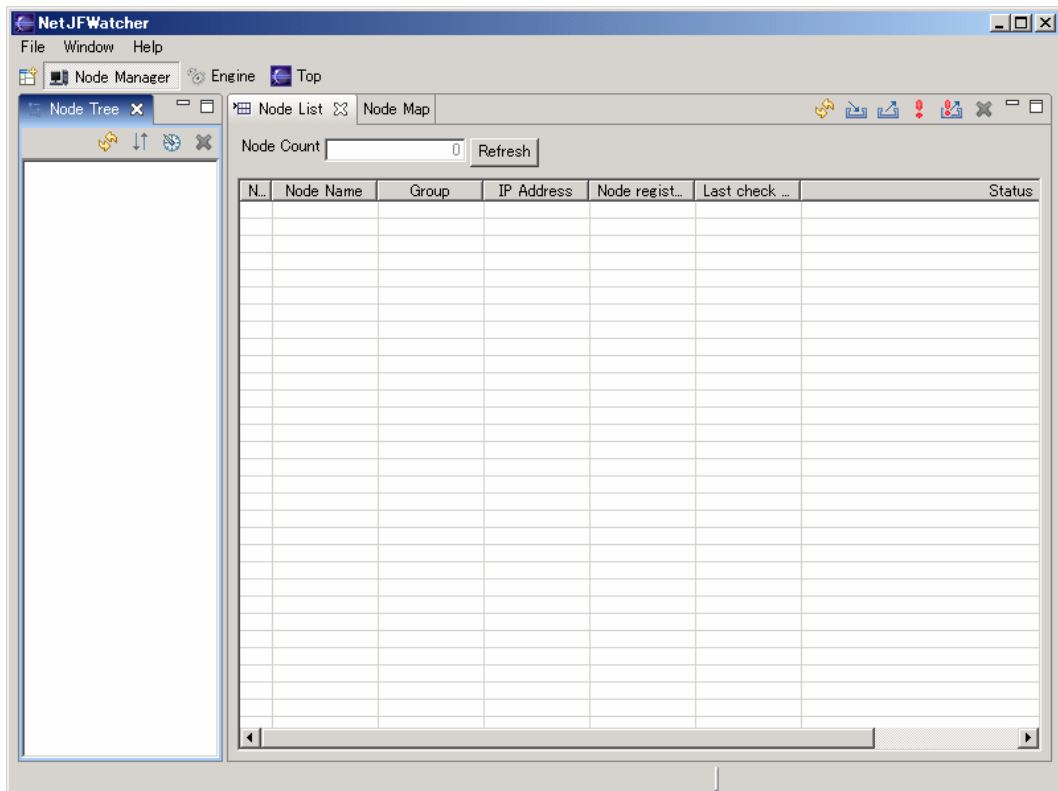 NetJFWatcher
File Window Help
Node Manager Engine Top
Node Tree Node List Node Map
Node Count 0 Refresh
N... Node Name Group IP Address Node regist... Last check ... Status